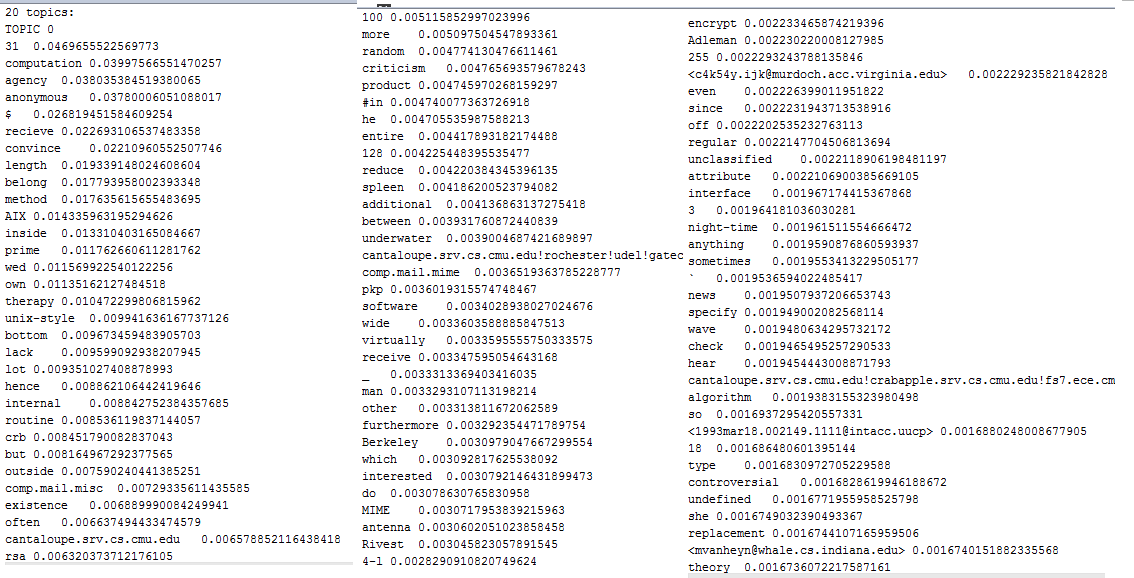 20 topics:
TOPIC 0
31 0.0469655522569773
computation 0.03997566551470257
agency 0.038035384519380065
anonymous 0.03780006051088017
$ 0.026819451584609254
recieve 0.022693106537483358
convince 0.02210960552507746
length 0.019339148024608604
belong 0.017793958002393348
method 0.017635615655483695
AIX 0.014335963195294626
inside 0.013310403165084667
prime 0.011762660611281762
wed 0.011569922540122256
own 0.01135162127484518
therapy 0.010472299806815962
unix-style 0.009941636167737126
bottom 0.009673459483905703
lack 0.009599092938207945
lot 0.009351027408878993
hence 0.008862106442419646
internal 0.008842752384357685
routine 0.008536119837144057
crb 0.008451790082837043
but 0.008164967292377565
outside 0.007590240441385251
comp.mail.misc 0.00729335611435585
existence 0.006889990084249941
often 0.006637494433474579
cantaloupe.srv.cs.cmu.edu 0.006578852116438418
rsa 0.006320373712176105
100 0.005115852997023996
more 0.005097504547893361
random 0.004774130476611461
criticism 0.004765693579678243
product 0.004745970268159297
#in 0.004740077363726918
he 0.004705535987588213
entire 0.004417893182174488
128 0.004225448395535477
reduce 0.004220384345396135
spleen 0.004186200523794082
additional 0.004136863137275418
between 0.003931760872440839
underwater 0.0039004687421689897
cantaloupe.srv.cs.cmu.edu!rochester!udel!gatec
comp.mail.mime 0.0036519363785228777
pkp 0.0036019315574748467
software 0.0034028938027024676
wide 0.0033603588885847513
virtually 0.0033595555750333575
receive 0.003347595054643168
_ 0.0033313369403416035
man 0.0033293107113198214
other 0.003313811672062589
furthermore 0.003292354471789754
Berkeley 0.0030979047667299554
which 0.003092817625538092
interested 0.0030792146431899473
do 0.003078630765830958
MIME 0.0030717953839215963
antenna 0.0030602051023858458
Rivest 0.003045823057891545
4-l 0.0028290910820749624
encrypt 0.002233465874219396
Adleman 0.002230220008127985
255 0.0022293243788135846
<c4k54y.ijk@murdoch.acc.virginia.edu> 0.002229235821842828
even 0.002226399011951822
since 0.0022231943713538916
off 0.0022202535232763113
regular 0.0022147704506813694
unclassified 0.0022118906198481197
attribute 0.0022106900385669105
interface 0.001967174415367868
3 0.001964181036030281
night-time 0.001961511554666472
anything 0.0019590876860593937
sometimes 0.0019553413229505177
` 0.0019536594022485417
news 0.0019507937206653743
specify 0.001949002082568114
wave 0.0019480634295732172
check 0.0019465495257290533
hear 0.0019454443008871793
cantaloupe.srv.cs.cmu.edu!crabapple.srv.cs.cmu.edu!fs7.ece.cm
algorithm 0.0019383155323980498
so 0.0016937295420557331
<1993mar18.002149.1111@intacc.uucp> 0.0016880248008677905
18 0.001686480601395144
type 0.0016830972705229588
controversial 0.0016828619946188672
undefined 0.0016771955958525798
she 0.0016749032390493367
replacement 0.0016744107165959506
<mvanheyn@whale.cs.indiana.edu> 0.0016740151882335568
theory 0.0016736072217587161